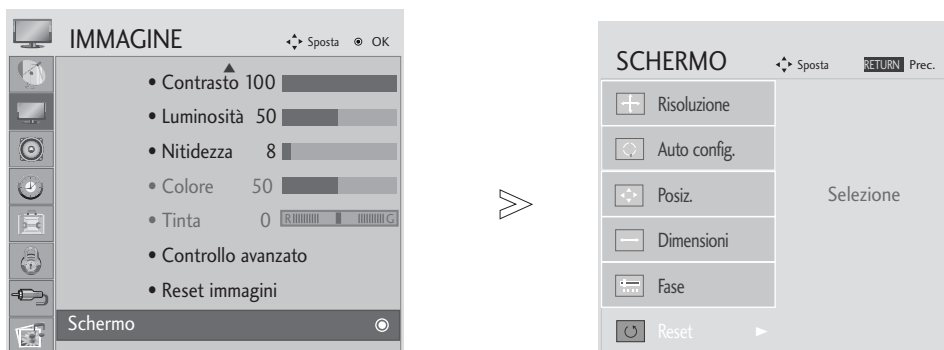 IMMAGINE
Sposta OK
• Contrasto 100
• Luminosità 50
• Nitidezza 8
• Colore 50
• Tinta 0 R G
• Controllo avanzato
• Reset immagini
Schermo
SCHERMO
Sposta RETURN Prec.
Risoluzione
Auto config.
Posiz.
Dimensioni
Fase
Reset
Selezione